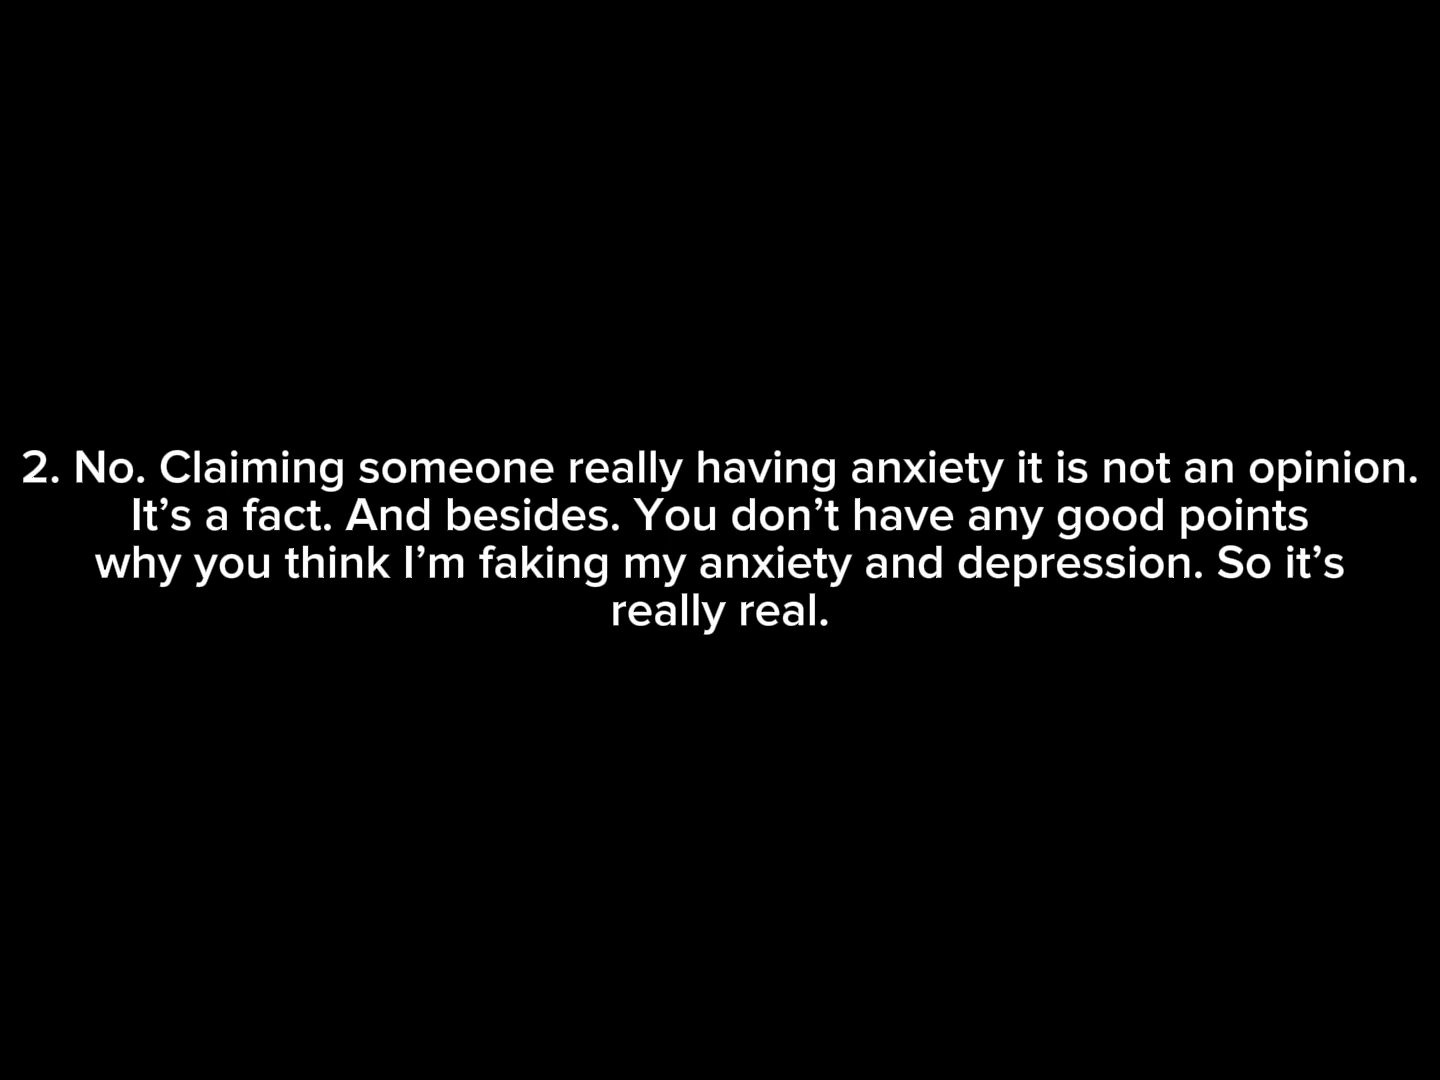 2. No. Claiming someone really having anxiety it is not an opinion.
It’s a fact. And besides. You don’t have any good points
why you think I’m faking my anxiety and depression. So it’s
really real.